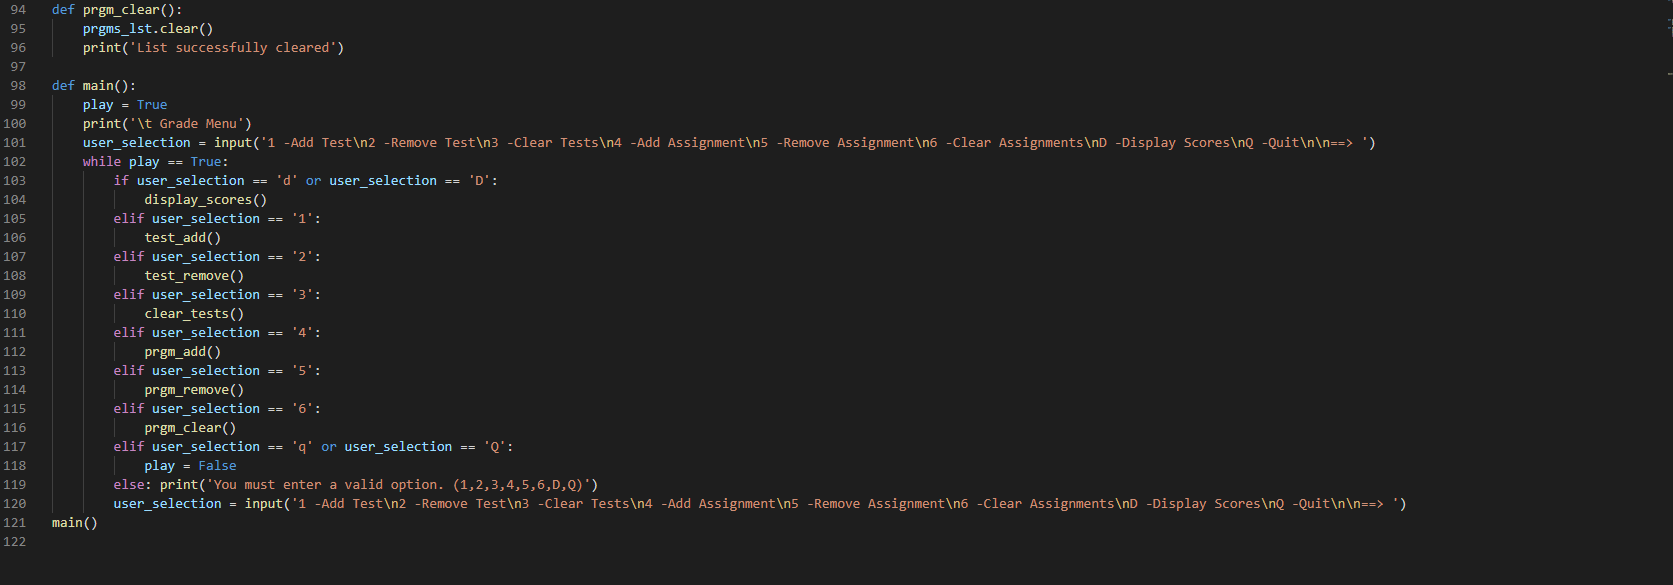 94 def prgm_clear():
95     prgms_lst.clear()
96     print('List successfully cleared')
97
98 def main():
99     play = True
100     print('\t Grade Menu')
101     user_selection = input('1 -Add Test\n2 -Remove Test\n3 -Clear Tests\n4 -Add Assignment\n5 -Remove Assignment\n6 -Clear Assignments\nD -Display Scores\nQ -Quit\n\n==> ')
102     while play == True:
103         if user_selection == 'd' or user_selection == 'D':
104             display_scores()
105         elif user_selection == '1':
106             test_add()
107         elif user_selection == '2':
108             test_remove()
109         elif user_selection == '3':
110             clear_tests()
111         elif user_selection == '4':
112             prgm_add()
113         elif user_selection == '5':
114             prgm_remove()
115         elif user_selection == '6':
116             prgm_clear()
117         elif user_selection == 'q' or user_selection == 'Q':
118             play = False
119         else: print('You must enter a valid option. (1,2,3,4,5,6,D,Q)')
120         user_selection = input('1 -Add Test\n2 -Remove Test\n3 -Clear Tests\n4 -Add Assignment\n5 -Remove Assignment\n6 -Clear Assignments\nD -Display Scores\nQ -Quit\n\n==> ')
121 main()
122